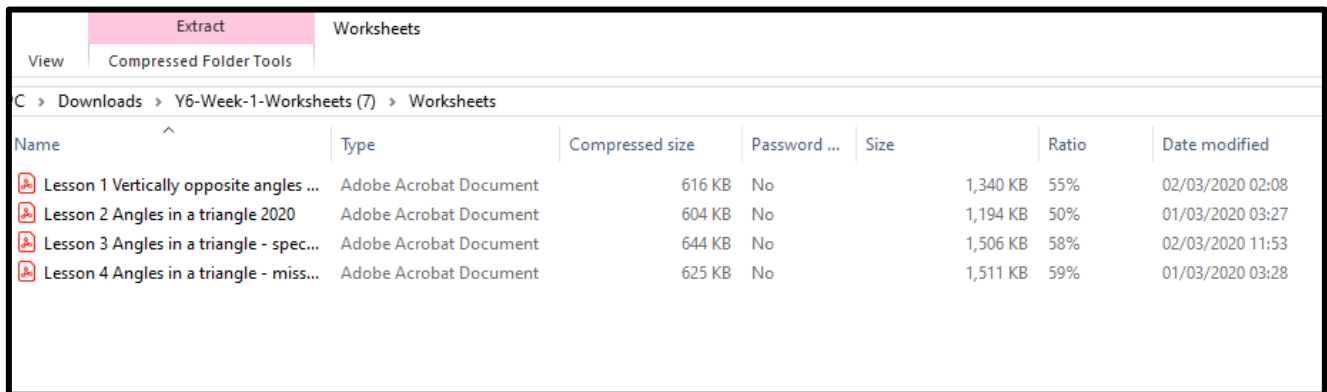 Extract Worksheets
View Compressed Folder Tools
C > Downloads > Y6-Week-1-Worksheets (7) > Worksheets
Name Type Compressed size Password ... Size Ratio Date modified
Lesson 1 Vertically opposite angles ... Adobe Acrobat Document 616 KB No 1,340 KB 55% 02/03/2020 02:08
Lesson 2 Angles in a triangle 2020 Adobe Acrobat Document 604 KB No 1,194 KB 50% 01/03/2020 03:27
Lesson 3 Angles in a triangle - spec... Adobe Acrobat Document 644 KB No 1,506 KB 58% 02/03/2020 11:53
Lesson 4 Angles in a triangle - miss... Adobe Acrobat Document 625 KB No 1,511 KB 59% 01/03/2020 03:28